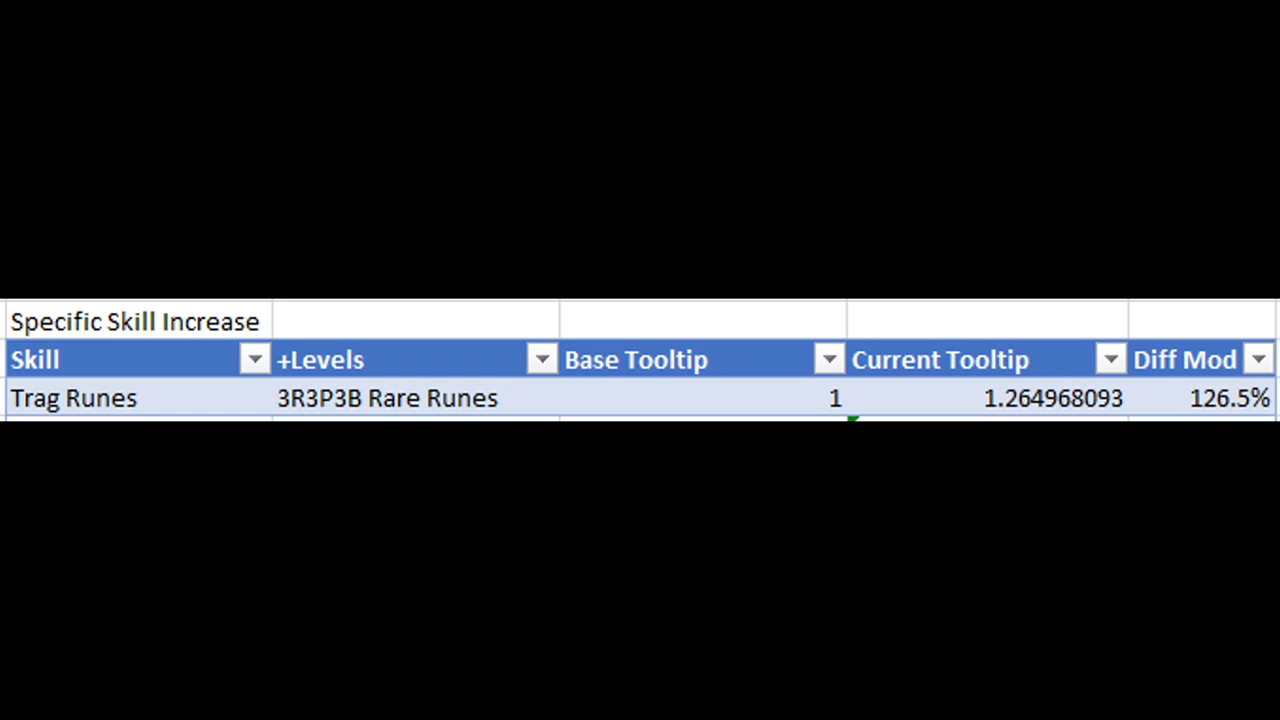 Specific Skill Increase
Skill +Levels Base Tooltip Current Tooltip Diff Mod
Trag Runes 3R3P3B Rare Runes 1 1.264968093 126.5%